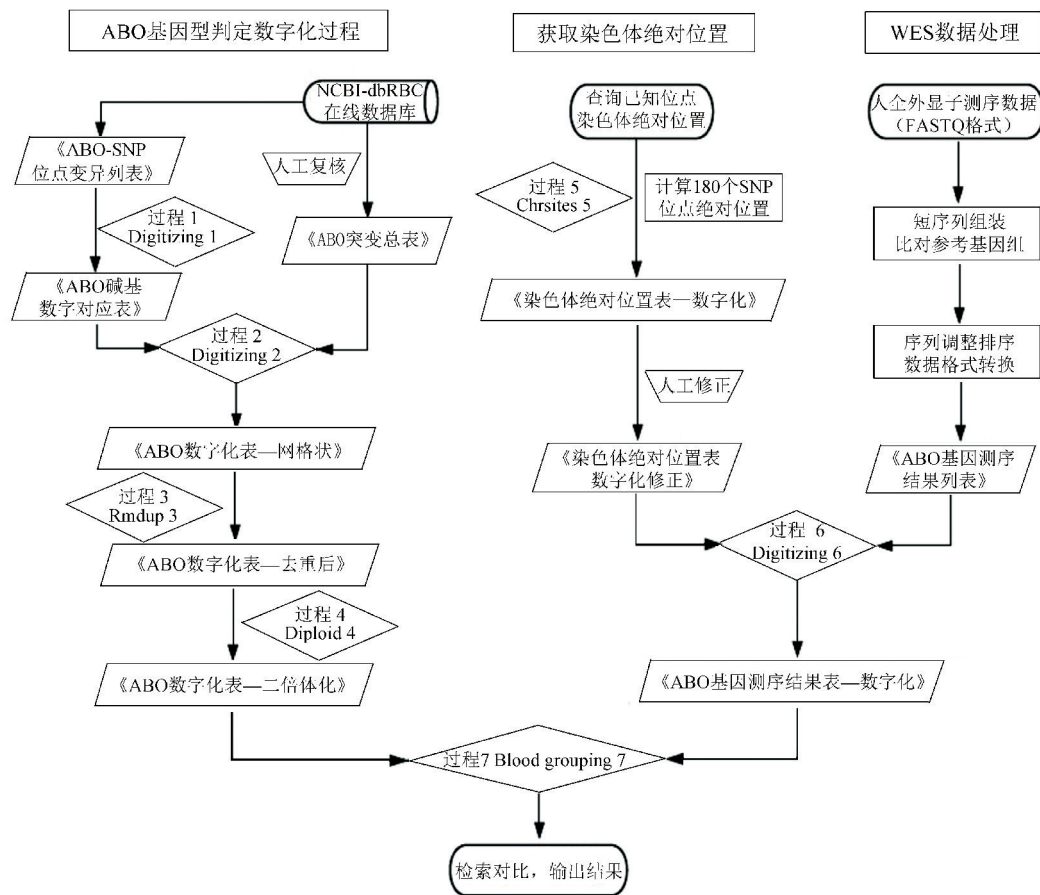 ABO基因型判定数字化过程
获取染色体绝对位置
WES数据处理
NCBI-dbRBC
在线数据库
《ABO-SNP
位点变异列表》
人工复核
过程 1
Digitizing 1
《ABO突变总表》
《ABO碱基
数字对应表》
过程 2
Digitizing 2
《ABO数字化表—网格状》
过程 3
Rmdup 3
《ABO数字化表—去重后》
过程 4
Diploid 4
《ABO数字化表—二倍体化》
查询已知位点
染色体绝对位置
过程 5
Chrsites 5
计算180个SNP
位点绝对位置
《染色体绝对位置表—数字化》
人工修正
《染色体绝对位置表
数字化修正》
人全外显子测序数据
（FASTQ格式）
短序列组装
比对参考基因组
序列调整排序
数据格式转换
《ABO基因测序
结果列表》
过程 6
Digitizing 6
《ABO基因测序结果表—数字化》
过程7 Blood grouping 7
检索对比，输出结果